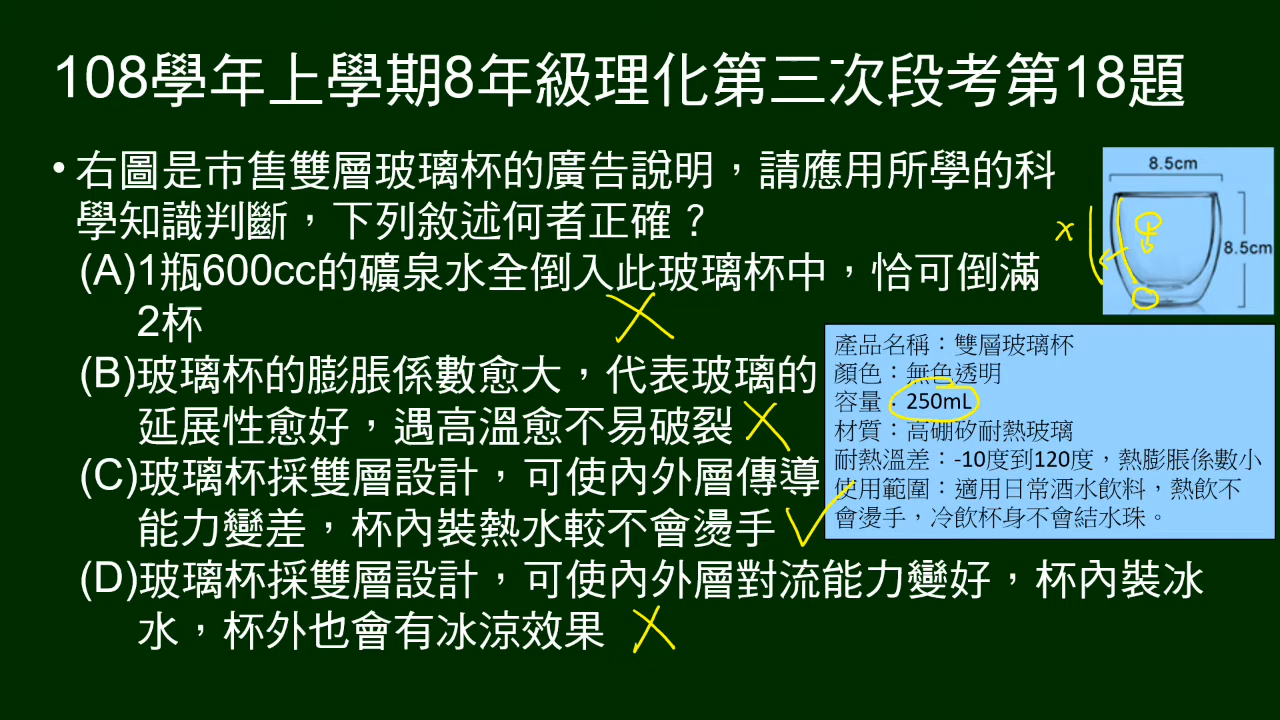 108學年上學期8年級理化第三次段考第18題
• 右圖是市售雙層玻璃杯的廣告說明，請應用所學的科
學知識判斷，下列敘述何者正確？
(A)1瓶600cc的礦泉水全倒入此玻璃杯中，恰可倒滿
2杯
(B)玻璃杯的膨脹係數愈大，代表玻璃的
延展性愈好，遇高溫愈不易破裂
(C)玻璃杯採雙層設計，可使內外層傳導
能力變差，杯內裝熱水較不會燙手
(D)玻璃杯採雙層設計，可使內外層對流能力變好，杯內裝冰
水，杯外也會有冰涼效果
8.5cm
x
8.5cm
產品名稱：雙層玻璃杯
顏色：無色透明
容量：250mL
材質：高硼矽耐熱玻璃
耐熱溫差：-10度到120度，熱膨脹係數小
使用範圍：適用日常酒水飲料，熱飲不
會燙手，冷飲杯身不會結水珠。